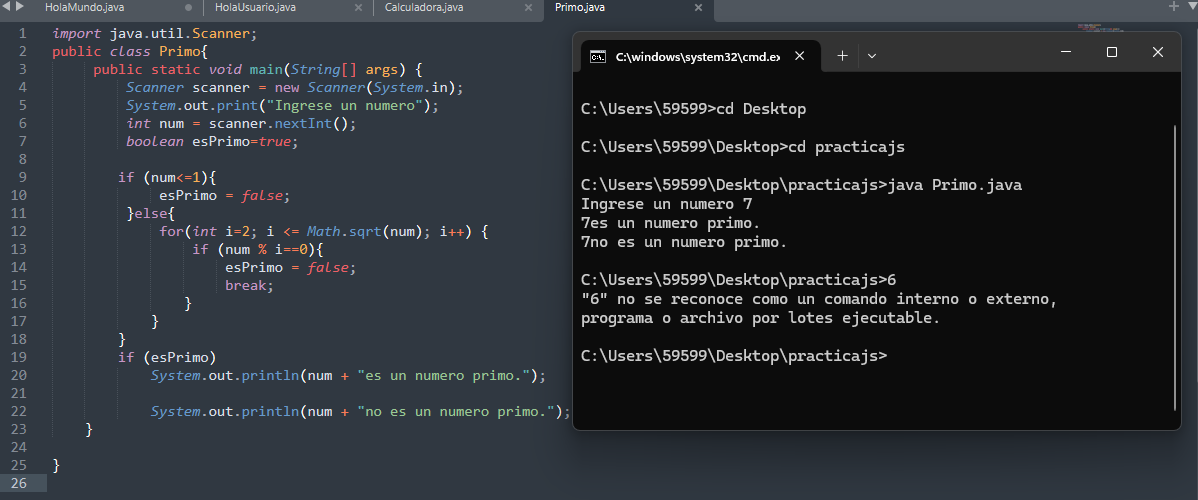 HolaMundo.java
HolaUsuario.java
Calculadora.java
Primo.java
1 import java.util.Scanner;
2 public class Primo{
3 public static void main(String[] args) {
4 Scanner scanner = new Scanner(System.in);
5 System.out.print("Ingrese un numero");
6 int num = scanner.nextInt();
7 boolean esPrimo=true;
8
9 if (num<=1){
10 esPrimo = false;
11 }else{
12 for(int i=2; i <= Math.sqrt(num); i++) {
13 if (num % i==0){
14 esPrimo = false;
15 break;
16 }
17 }
18 }
19 if (esPrimo)
20 System.out.println(num + "es un numero primo.");
21
22 System.out.println(num + "no es un numero primo.");
23 }
24
25 }
26
C:\windows\system32\cmd.ex
C:\Users\59599>cd Desktop
C:\Users\59599\Desktop>cd practicajs
C:\Users\59599\Desktop\practicajs>java Primo.java
Ingrese un numero 7
7es un numero primo.
7no es un numero primo.
C:\Users\59599\Desktop\practicajs>6
"6" no se reconoce como un comando interno o externo,
programa o archivo por lotes ejecutable.
C:\Users\59599\Desktop\practicajs>